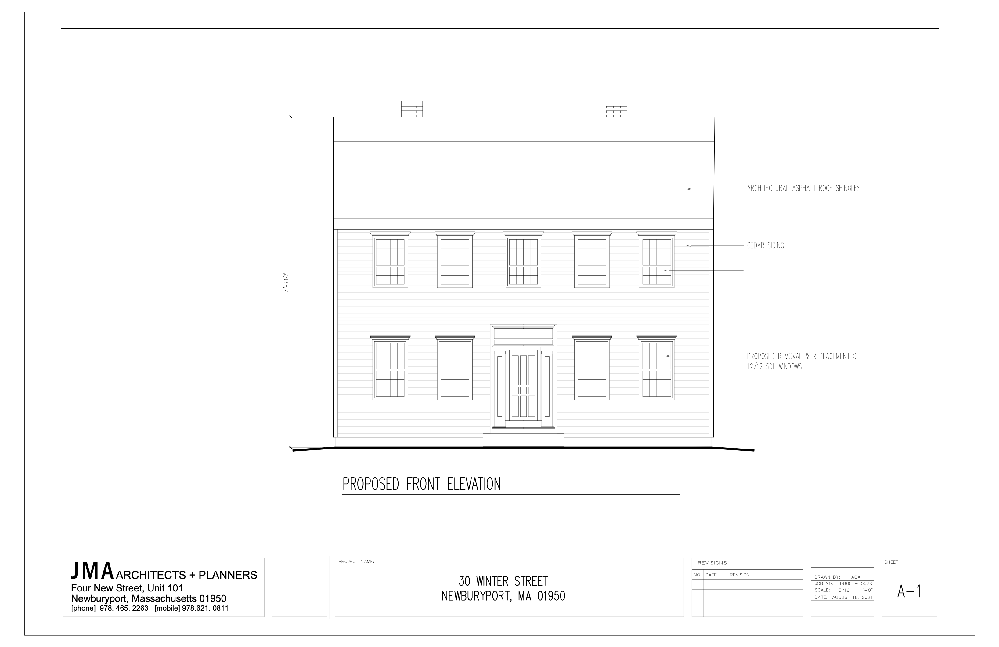 31'-3 1/2"
ARCHITECTURAL ASPHALT ROOF SHINGLES
CEDAR SIDING
PROPOSED REMOVAL & REPLACEMENT OF
12/12 SDL WINDOWS
PROPOSED FRONT ELEVATION
JMA ARCHITECTS + PLANNERS
Four New Street, Unit 101
Newburyport, Massachusetts 01950
[phone] 978. 465. 2263 [mobile] 978.621. 0811
PROJECT NAME:
30 WINTER STREET
NEWBURYPORT, MA 01950
REVISIONS
NO. DATE REVISION
DRAWN BY: AOA
JOB NO.: DU06 - 562K
SCALE: 3/16" = 1'-0"
DATE: AUGUST 18, 2021
SHEET
A-1